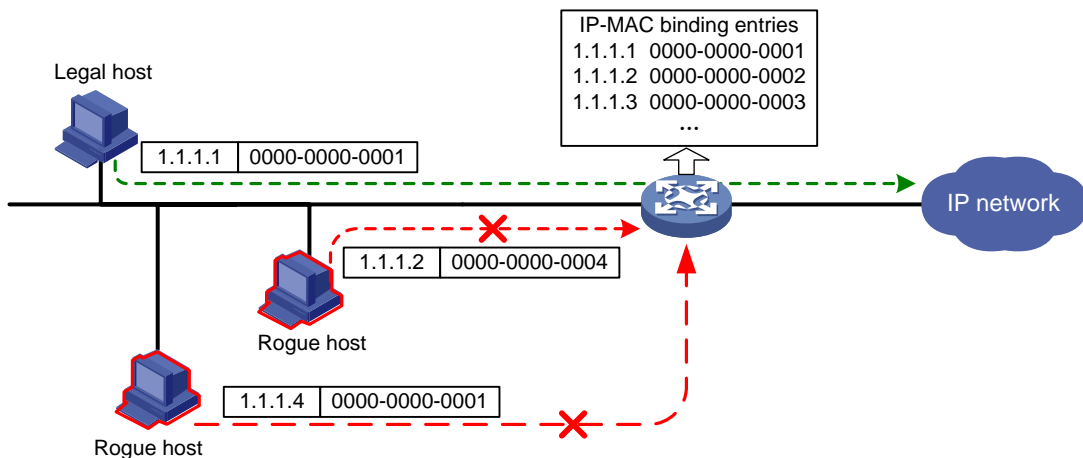 IP-MAC binding entries
1.1.1.1 0000-0000-0001
1.1.1.2 0000-0000-0002
1.1.1.3 0000-0000-0003
...
Legal host
1.1.1.1 0000-0000-0001
IP network
1.1.1.2 0000-0000-0004
Rogue host
1.1.1.4 0000-0000-0001
Rogue host